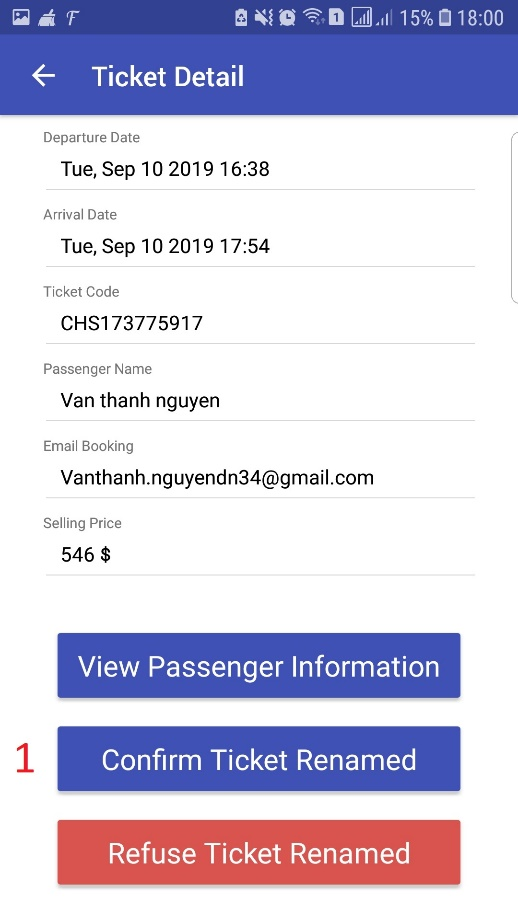 F 1 15% 18:00
Ticket Detail
Departure Date
Tue, Sep 10 2019 16:38
Arrival Date
Tue, Sep 10 2019 17:54
Ticket Code
CHS173775917
Passenger Name
Van thanh nguyen
Email Booking
Vanthanh.nguyendn34@gmail.com
Selling Price
546 $
View Passenger Information
1 Confirm Ticket Renamed
Refuse Ticket Renamed